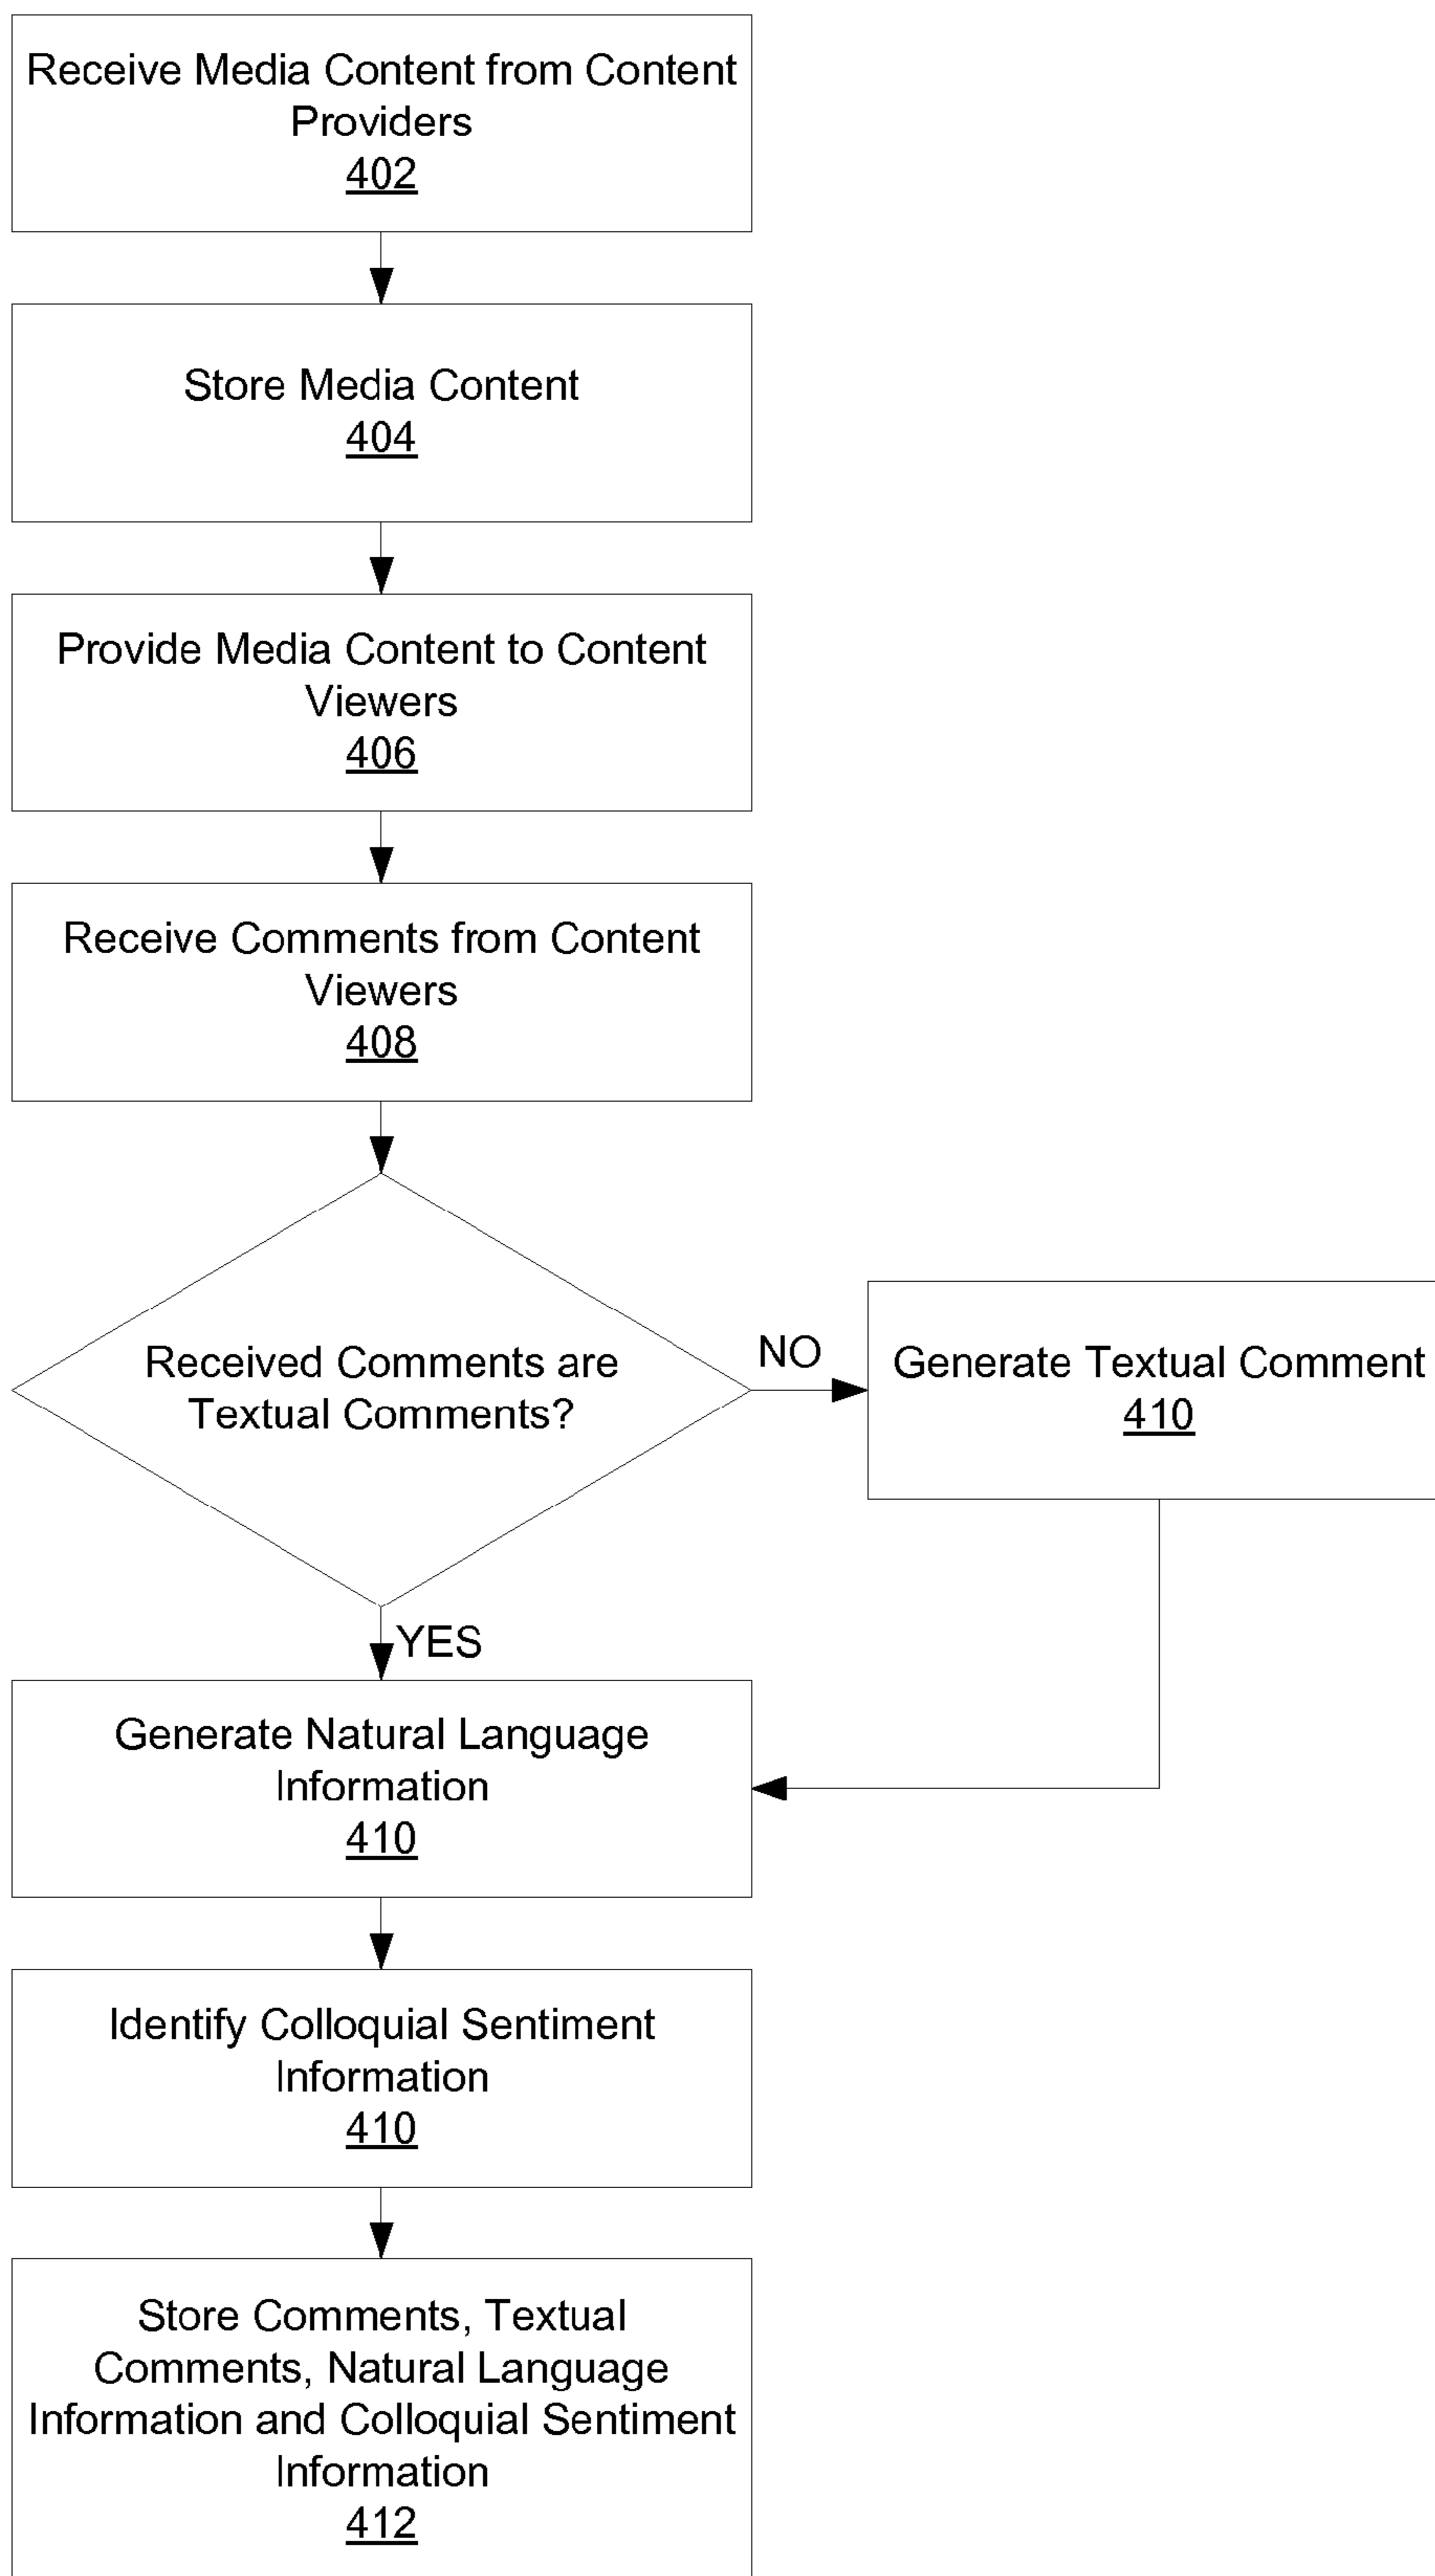 Receive Media Content from Content
Providers
402
Store Media Content
404
Provide Media Content to Content
Viewers
406
Receive Comments from Content
Viewers
408
Received Comments are
Textual Comments?
NO
Generate Textual Comment
410
YES
Generate Natural Language
Information
410
Identify Colloquial Sentiment
Information
410
Store Comments, Textual
Comments, Natural Language
Information and Colloquial Sentiment
Information
412